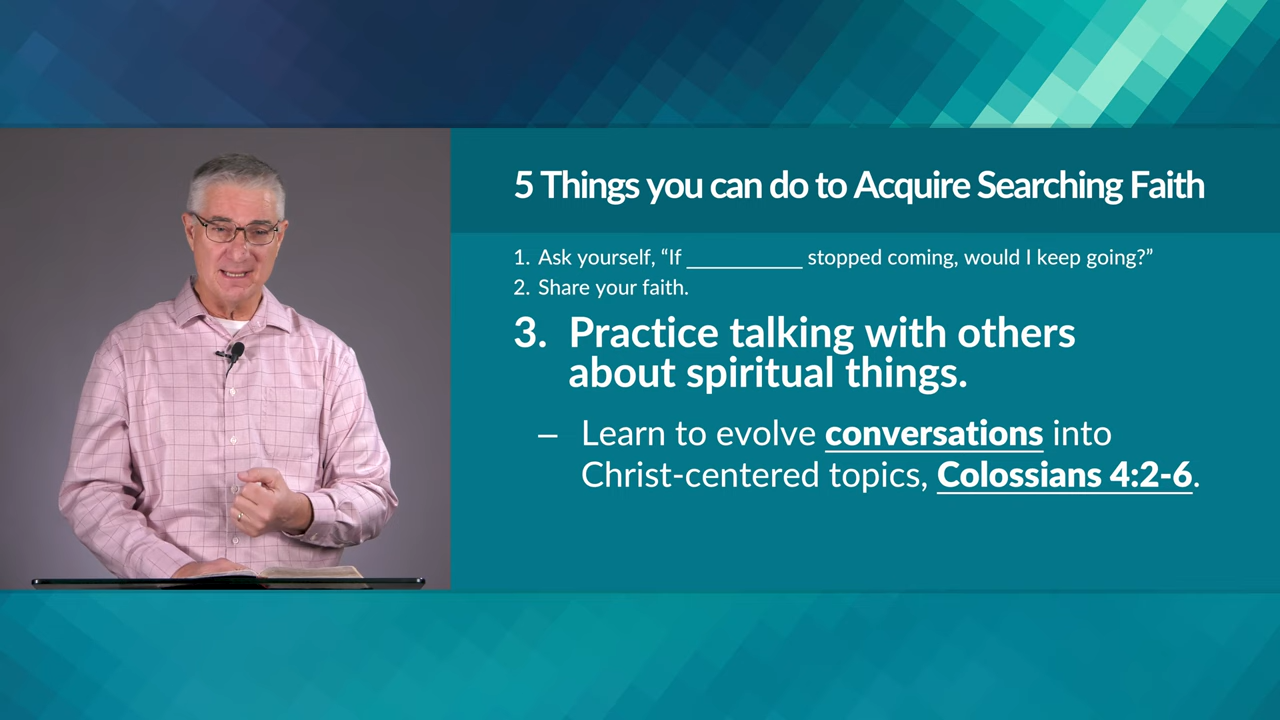 5 Things you can do to Acquire Searching Faith
1. Ask yourself, “If __________ stopped coming, would I keep going?”
2. Share your faith.
3. Practice talking with others
about spiritual things.
– Learn to evolve conversations into
Christ-centered topics, Colossians 4:2-6.